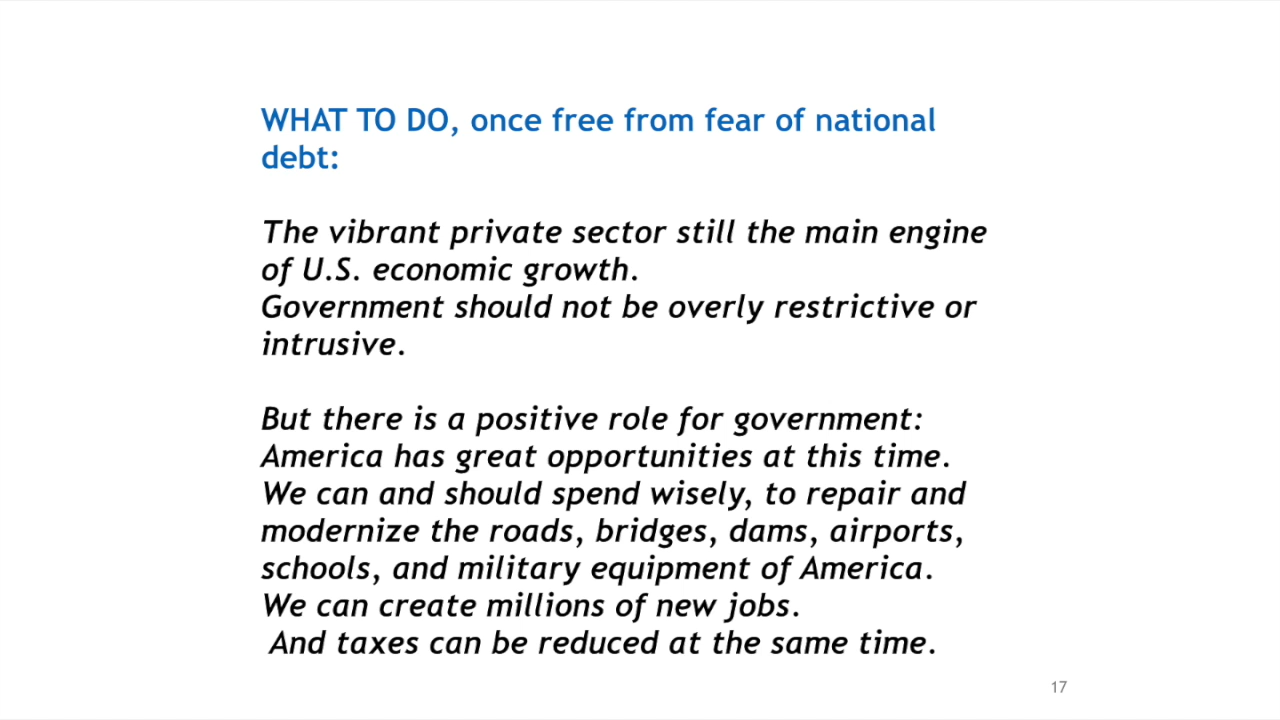 WHAT TO DO, once free from fear of national
debt:
The vibrant private sector still the main engine
of U.S. economic growth.
Government should not be overly restrictive or
intrusive.
But there is a positive role for government:
America has great opportunities at this time.
We can and should spend wisely, to repair and
modernize the roads, bridges, dams, airports,
schools, and military equipment of America.
We can create millions of new jobs.
And taxes can be reduced at the same time.
17